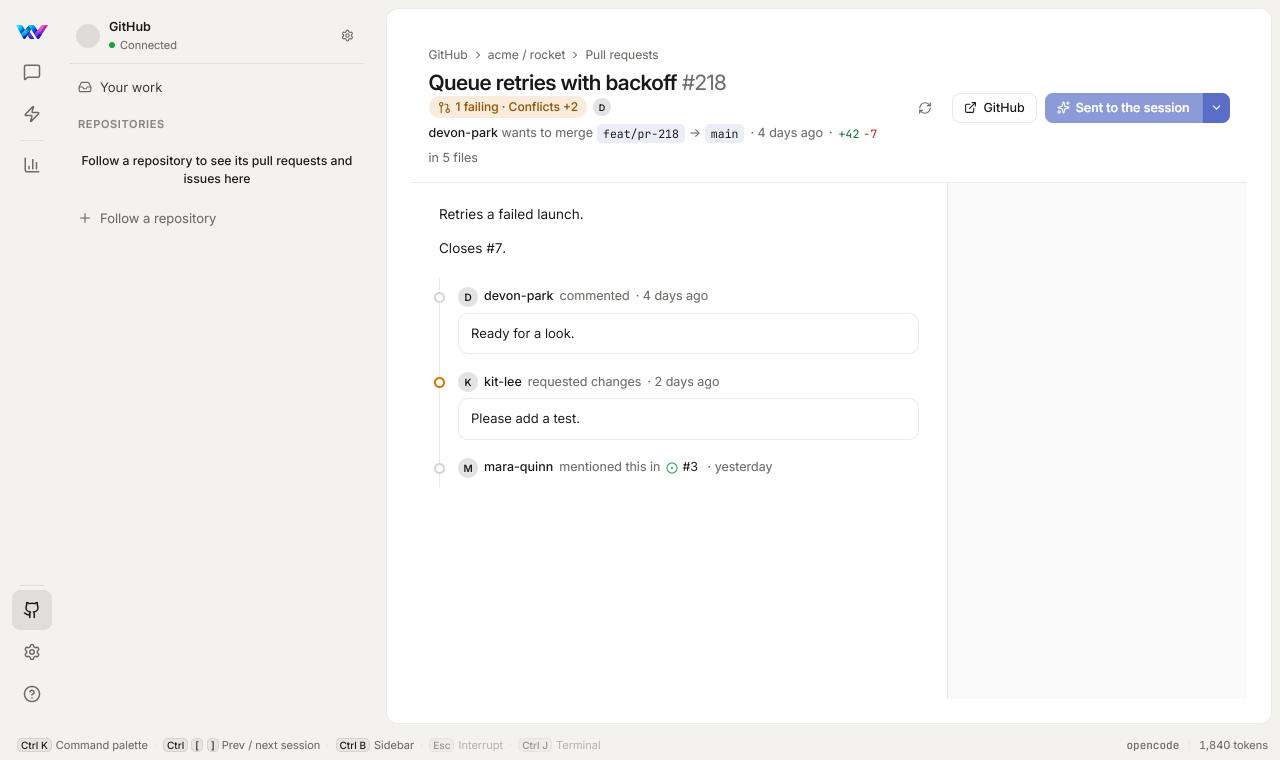 GitHub
Connected
Your work
REPOSITORIES
Follow a repository to see its pull requests and
issues here
Follow a repository
GitHub > acme / rocket > Pull requests
Queue retries with backoff #218
1 failing · Conflicts +2 D
GitHub
Sent to the session
devon-park wants to merge feat/pr-218 → main · 4 days ago · +42 -7
in 5 files
Retries a failed launch.
Closes #7.
D devon-park commented · 4 days ago
Ready for a look.
K kit-lee requested changes · 2 days ago
Please add a test.
M mara-quinn mentioned this in #3 · yesterday
Ctrl K Command palette · Ctrl [ ] Prev / next session · Ctrl B Sidebar · Esc Interrupt · Ctrl J Terminal
opencode 1,840 tokens